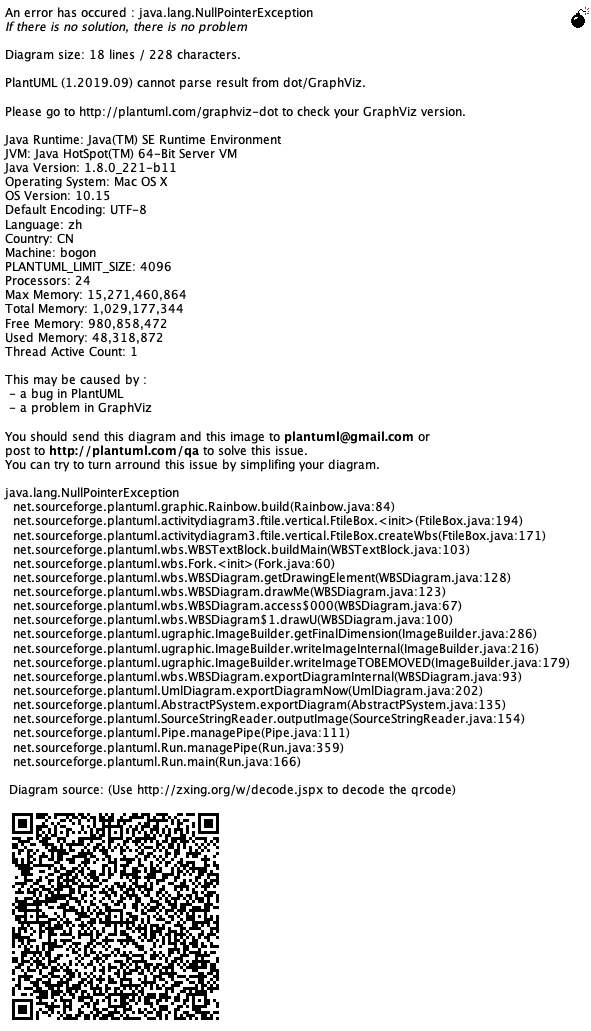 An error has occured : java.lang.NullPointerException
If there is no solution, there is no problem
Diagram size: 18 lines / 228 characters.
PlantUML (1.2019.09) cannot parse result from dot/GraphViz.
Please go to http://plantuml.com/graphviz-dot to check your GraphViz version.
Java Runtime: Java(TM) SE Runtime Environment
JVM: Java HotSpot(TM) 64-Bit Server VM
Java Version: 1.8.0_221-b11
Operating System: Mac OS X
OS Version: 10.15
Default Encoding: UTF-8
Language: zh
Country: CN
Machine: bogon
PLANTUML_LIMIT_SIZE: 4096
Processors: 24
Max Memory: 15,271,460,864
Total Memory: 1,029,177,344
Free Memory: 980,858,472
Used Memory: 48,318,872
Thread Active Count: 1
This may be caused by :
- a bug in PlantUML
- a problem in GraphViz
You should send this diagram and this image to plantuml@gmail.com or
post to http://plantuml.com/qa to solve this issue.
You can try to turn arround this issue by simplifing your diagram.
java.lang.NullPointerException
net.sourceforge.plantuml.graphic.Rainbow.build(Rainbow.java:84)
net.sourceforge.plantuml.activitydiagram3.ftile.vertical.FtileBox.<init>(FtileBox.java:194)
net.sourceforge.plantuml.activitydiagram3.ftile.vertical.FtileBox.createWbs(FtileBox.java:171)
net.sourceforge.plantuml.wbs.WBSTextBlock.buildMain(WBSTextBlock.java:103)
net.sourceforge.plantuml.wbs.Fork.<init>(Fork.java:60)
net.sourceforge.plantuml.wbs.WBSDiagram.getDrawingElement(WBSDiagram.java:128)
net.sourceforge.plantuml.wbs.WBSDiagram.drawMe(WBSDiagram.java:123)
net.sourceforge.plantuml.wbs.WBSDiagram.access$000(WBSDiagram.java:67)
net.sourceforge.plantuml.wbs.WBSDiagram$1.drawU(WBSDiagram.java:100)
net.sourceforge.plantuml.ugraphic.ImageBuilder.getFinalDimension(ImageBuilder.java:286)
net.sourceforge.plantuml.ugraphic.ImageBuilder.writeImageInternal(ImageBuilder.java:216)
net.sourceforge.plantuml.ugraphic.ImageBuilder.writeImageTOBEMOVED(ImageBuilder.java:179)
net.sourceforge.plantuml.wbs.WBSDiagram.exportDiagramInternal(WBSDiagram.java:93)
net.sourceforge.plantuml.UmlDiagram.exportDiagramNow(UmlDiagram.java:202)
net.sourceforge.plantuml.AbstractPSystem.exportDiagram(AbstractPSystem.java:135)
net.sourceforge.plantuml.SourceStringReader.outputImage(SourceStringReader.java:154)
net.sourceforge.plantuml.Pipe.managePipe(Pipe.java:111)
net.sourceforge.plantuml.Run.managePipe(Run.java:359)
net.sourceforge.plantuml.Run.main(Run.java:166)
Diagram source: (Use http://zxing.org/w/decode.jspx to decode the qrcode)